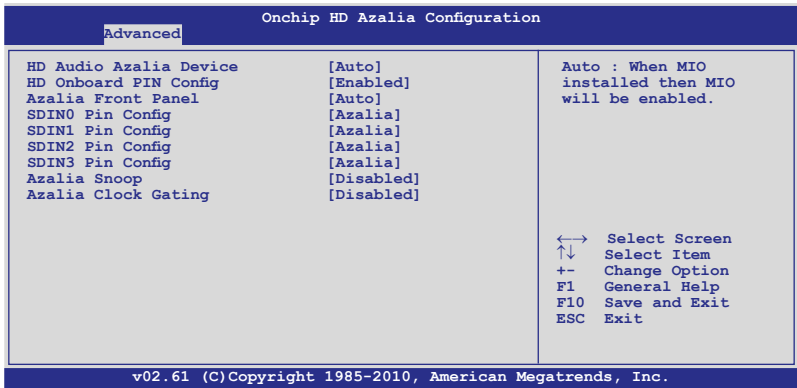 Onchip HD Azalia Configuration
Advanced
HD Audio Azalia Device [Auto]
HD Onboard PIN Config [Enabled]
Azalia Front Panel [Auto]
SDIN0 Pin Config [Azalia]
SDIN1 Pin Config [Azalia]
SDIN2 Pin Config [Azalia]
SDIN3 Pin Config [Azalia]
Azalia Snoop [Disabled]
Azalia Clock Gating [Disabled]
Auto : When MIO
installed then MIO
will be enabled.
←→ Select Screen
↑↓ Select Item
+- Change Option
F1 General Help
F10 Save and Exit
ESC Exit
v02.61 (C)Copyright 1985-2010, American Megatrends, Inc.